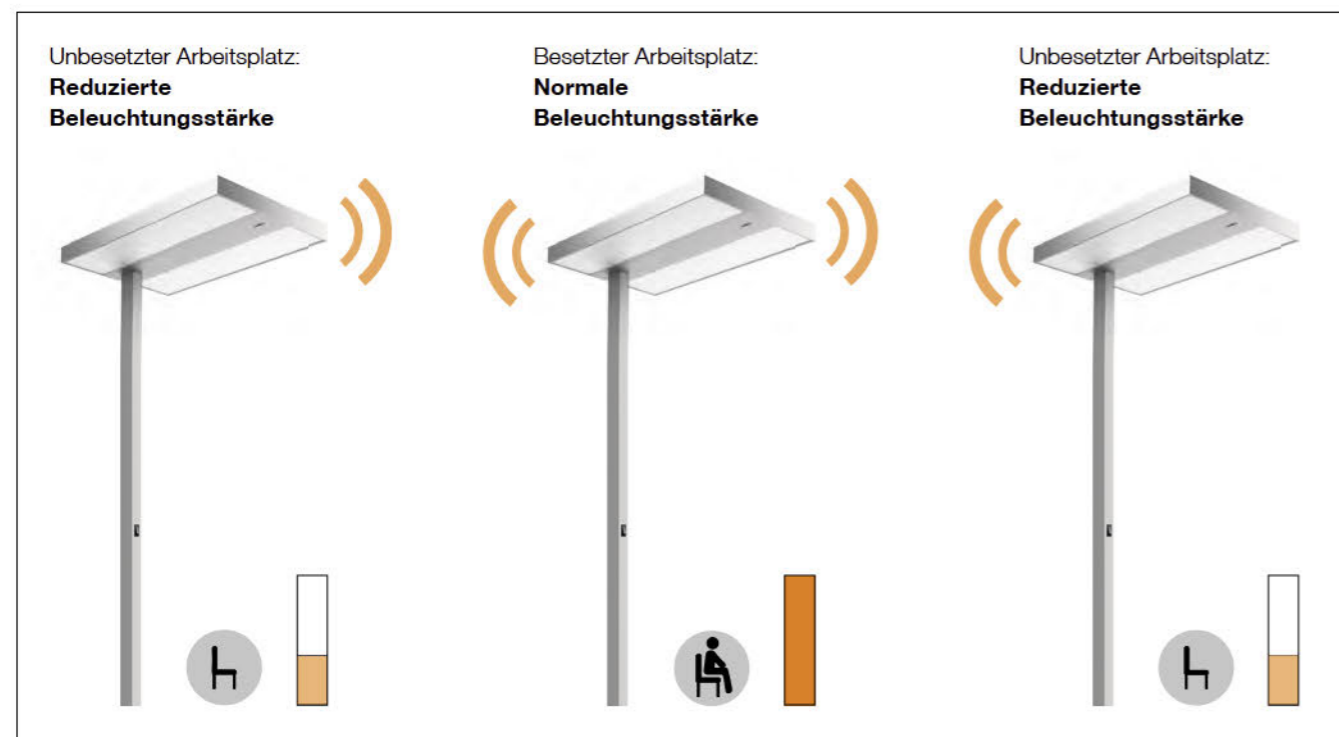 Unbesetzter Arbeitsplatz:
Reduzierte
Beleuchtungsstärke
Besetzter Arbeitsplatz:
Normale
Beleuchtungsstärke
Unbesetzter Arbeitsplatz:
Reduzierte
Beleuchtungsstärke